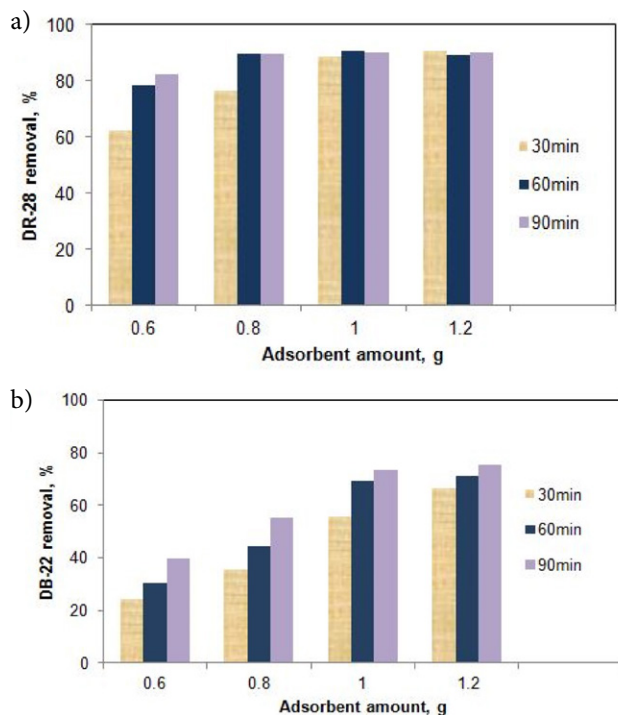 a)
100
80
60
40
20
0
DR-28 removal, %
0.6 0.8 1 1.2
Adsorbent amount, g
30min
60min
90min
b)
100
80
60
40
20
0
DB-22 removal, %
0.6 0.8 1 1.2
Adsorbent amount, g
30min
60min
90min